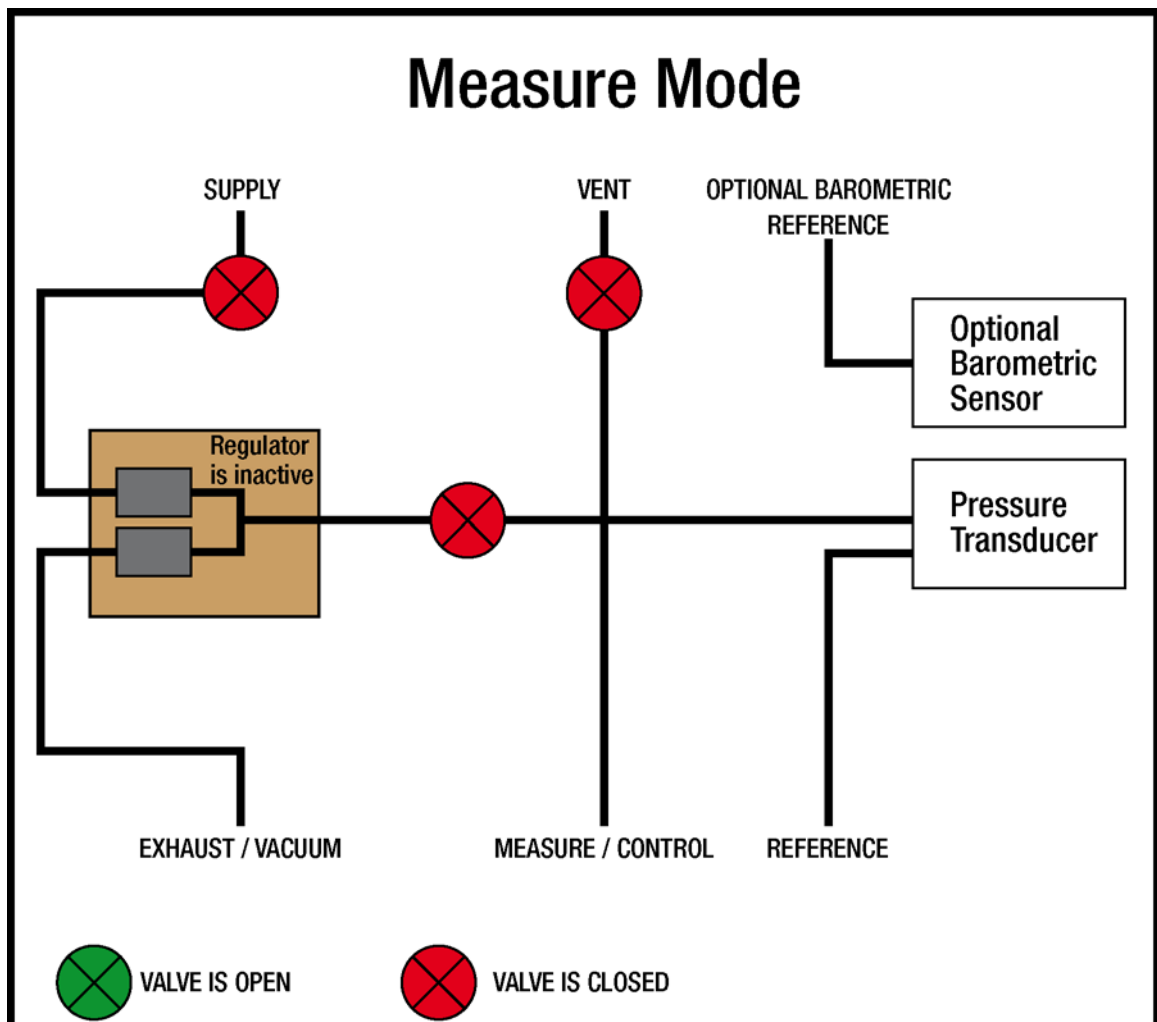 Measure Mode
SUPPLY
VENT
OPTIONAL BAROMETRIC
REFERENCE
Optional
Barometric
Sensor
Regulator
is inactive
Pressure
Transducer
EXHAUST / VACUUM
MEASURE / CONTROL
REFERENCE
VALVE IS OPEN
VALVE IS CLOSED